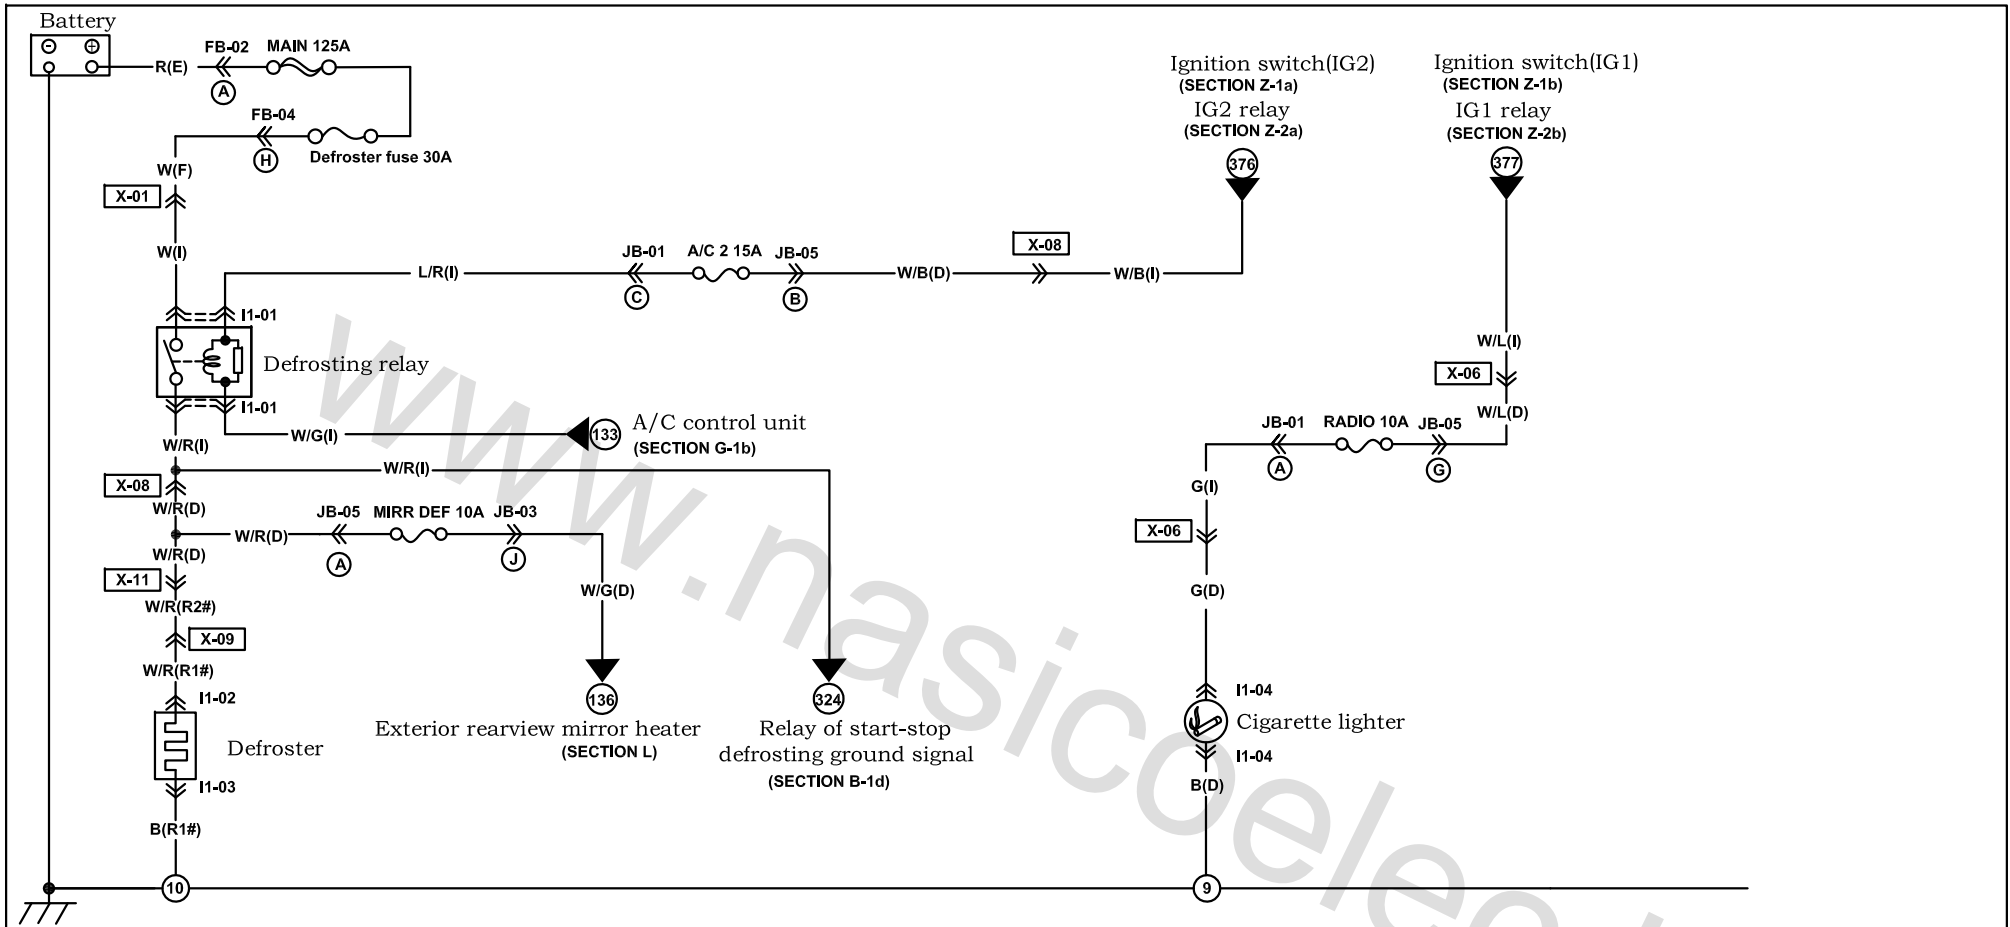 Battery
R(E)
FB-02
A
MAIN 125A
FB-04
H
Defroster fuse 30A
W(F)
X-01
W(I)
Ignition switch(IG2)
(SECTION Z-1a)
IG2 relay
(SECTION Z-2a)
376
Ignition switch(IG1)
(SECTION Z-1b)
IG1 relay
(SECTION Z-2b)
377
L/R(I)
JB-01
C
A/C 2 15A
JB-05
B
W/B(D)
X-08
W/B(I)
I1-01
Defrosting relay
I1-01
W/G(I)
133
A/C control unit
(SECTION G-1b)
W/R(I)
W/R(I)
X-08
W/R(D)
W/R(D)
JB-05
A
MIRR DEF 10A
JB-03
J
W/G(D)
W/R(D)
X-11
W/R(R2#)
X-09
W/R(R1#)
I1-02
Defroster
I1-03
B(R1#)
10
136
Exterior rearview mirror heater
(SECTION L)
324
Relay of start-stop
defrosting ground signal
(SECTION B-1d)
W/L(I)
X-06
W/L(D)
JB-01
A
RADIO 10A
JB-05
G
G(I)
X-06
G(D)
I1-04
Cigarette lighter
I1-04
B(D)
9
www.nasicoelec